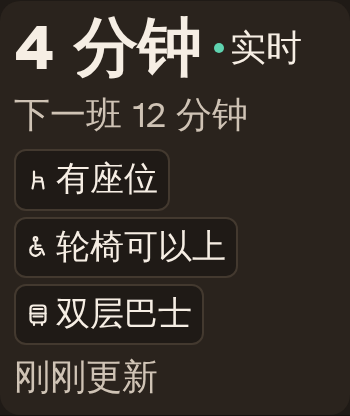 4 分钟 •实时
下一班 12 分钟
有座位
轮椅可以上
双层巴士
刚刚更新